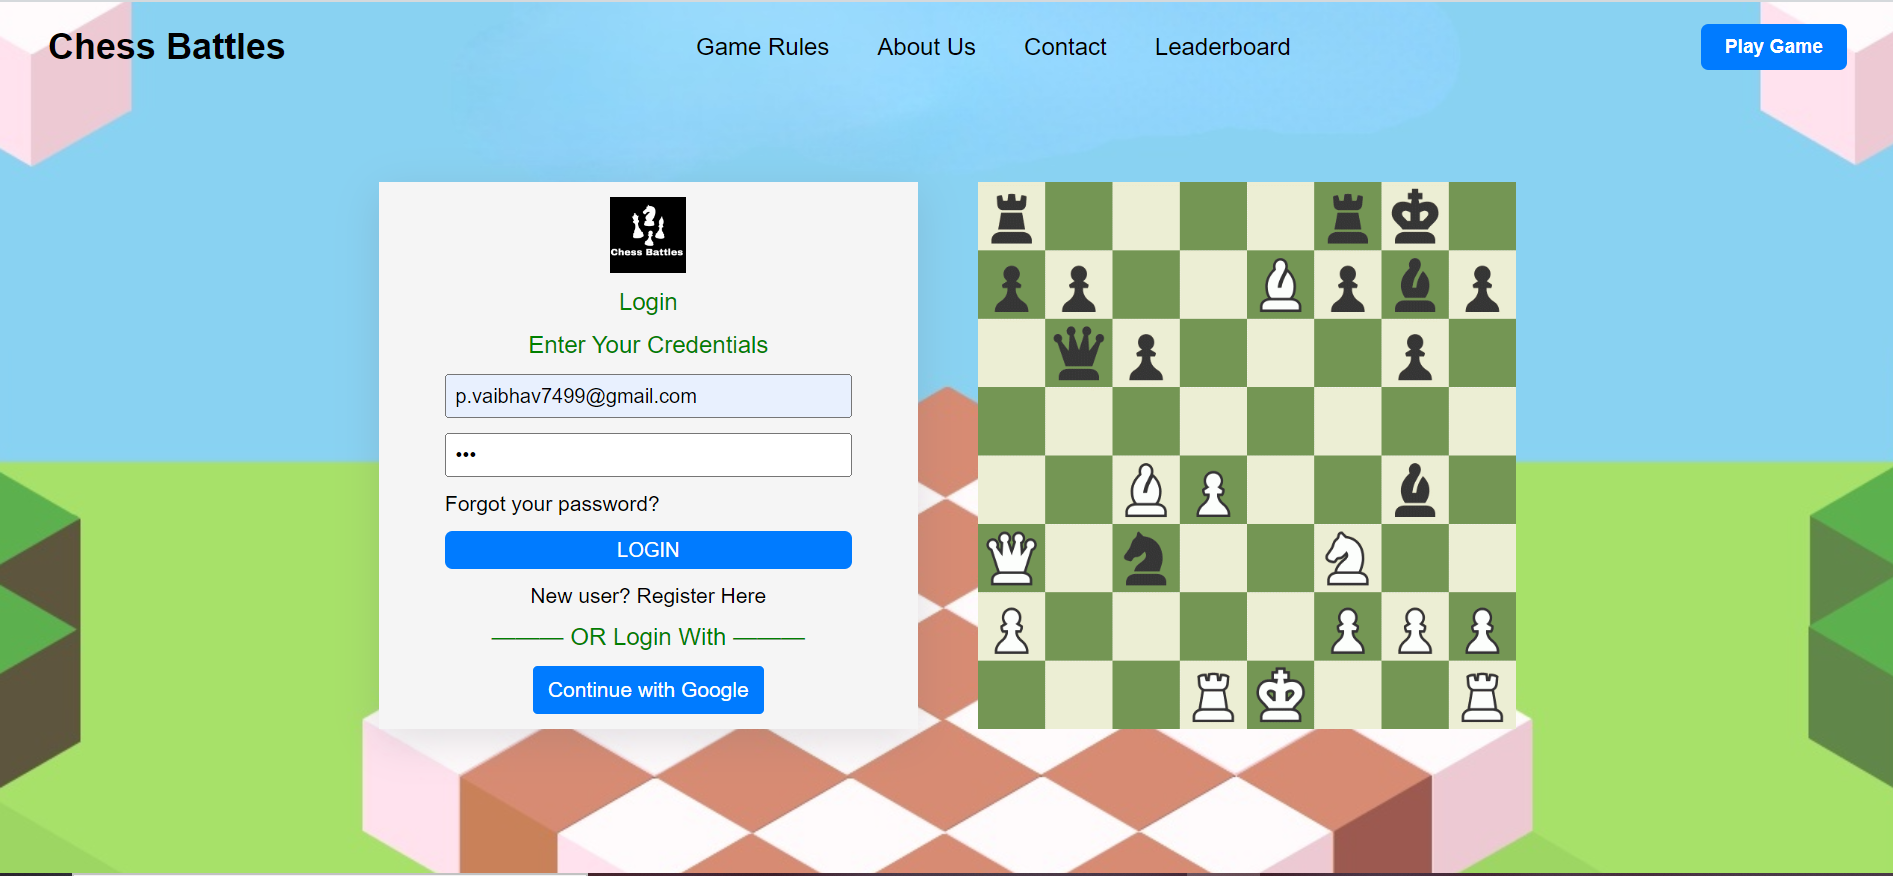 Chess Battles
Game Rules
About Us
Contact
Leaderboard
Play Game
Chess Battles
Login
Enter Your Credentials
p.vaibhav7499@gmail.com
•••
Forgot your password?
LOGIN
New user? Register Here
——— OR Login With ———
Continue with Google